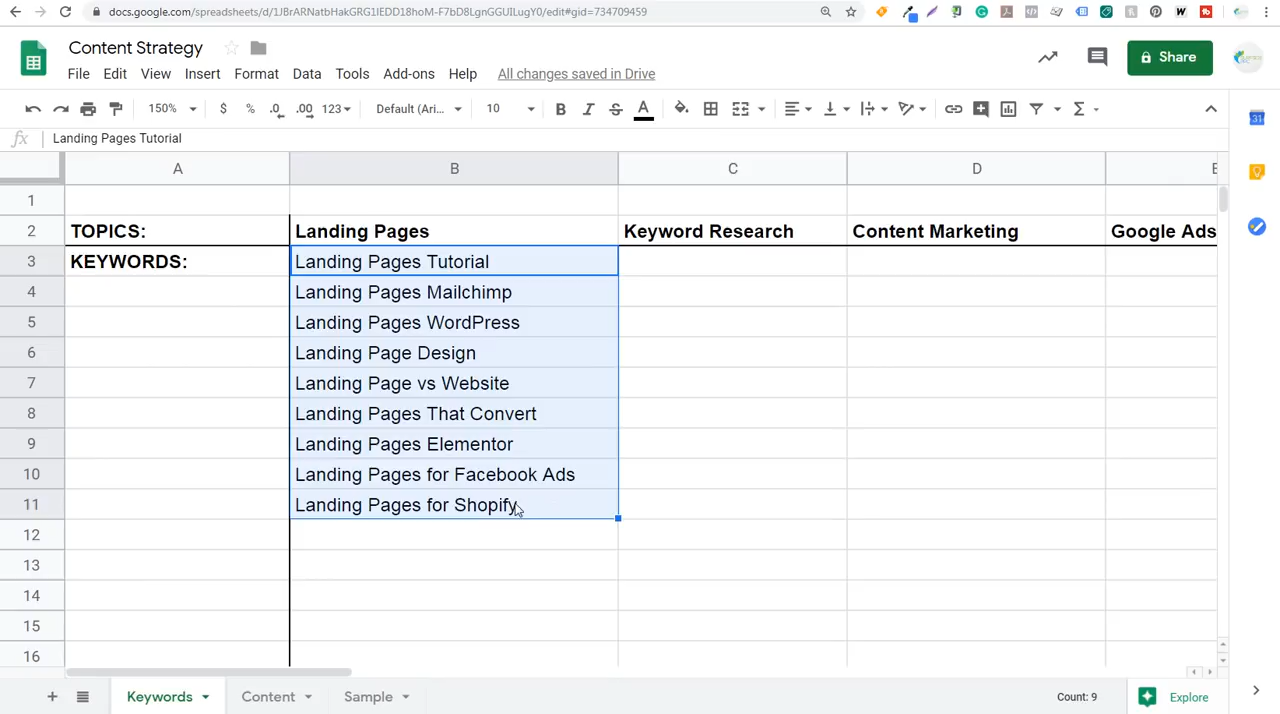 docs.google.com/spreadsheets/d/1JBrARNatbHakGRG1lEDD18hoM-F7bD8LgnGGUILugY0/edit#gid=734709459
Content Strategy
File Edit View Insert Format Data Tools Add-ons Help All changes saved in Drive
Share
150% $ % .0 .00 123 Default (Ari... 10 B I S A
fx Landing Pages Tutorial
A B C D E
1
2 TOPICS: Landing Pages Keyword Research Content Marketing Google Ads
3 KEYWORDS: Landing Pages Tutorial
4 Landing Pages Mailchimp
5 Landing Pages WordPress
6 Landing Page Design
7 Landing Page vs Website
8 Landing Pages That Convert
9 Landing Pages Elementor
10 Landing Pages for Facebook Ads
11 Landing Pages for Shopify
12
13
14
15
16
Keywords Content Sample Count: 9 Explore
31